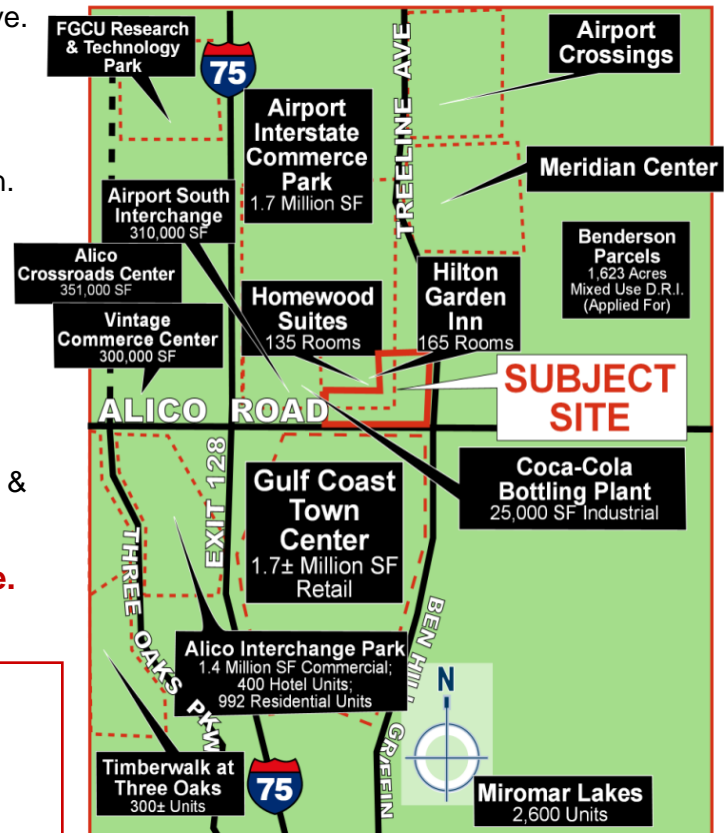 ve.
n.
&
e.
FGCU Research
& Technology
Park
75
Airport
Interstate
Commerce
Park
1.7 Million SF
TREELINE AVE
Airport
Crossings
Meridian Center
Airport South
Interchange
310,000 SF
Alico
Crossroads Center
351,000 SF
Vintage
Commerce Center
300,000 SF
Homewood
Suites
135 Rooms
Hilton
Garden
Inn
165 Rooms
Benderson
Parcels
1,623 Acres
Mixed Use D.R.I.
(Applied For)
SUBJECT
SITE
ALICO ROAD
EXIT 128
Gulf Coast
Town
Center
1.7± Million SF
Retail
Coca-Cola
Bottling Plant
25,000 SF Industrial
THREE OAKS PKW
Alico Interchange Park
1.4 Million SF Commercial;
400 Hotel Units;
992 Residential Units
BEN HILL GRIFFIN
N
Timberwalk at
Three Oaks
300± Units
75
Miromar Lakes
2,600 Units